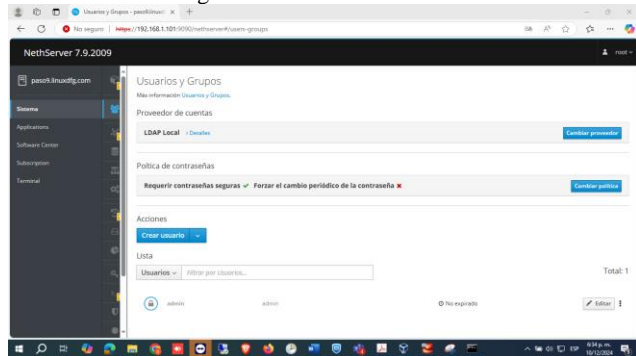 Usuarios y Grupos - paso9.linux
No seguro | https://192.168.1.101:9090/nethserver#/users-groups
NethServer 7.9.2009
root
paso9.linuxdfg.com
Sistema
Applications
Software Center
Subscription
Terminal
Usuarios y Grupos
Más información Usuarios y Grupos.
Proveedor de cuentas
LDAP Local › Detalles
Cambiar proveedor
Política de contraseñas
Requerir contraseñas seguras ✔ Forzar el cambio periódico de la contraseña ✖
Cambiar política
Acciones
Crear usuario
Lista
Usuarios
Filtrar por Usuarios...
Total: 1
admin
admin
No expirado
Editar
ESP
6:34 p. m.
10/12/2024